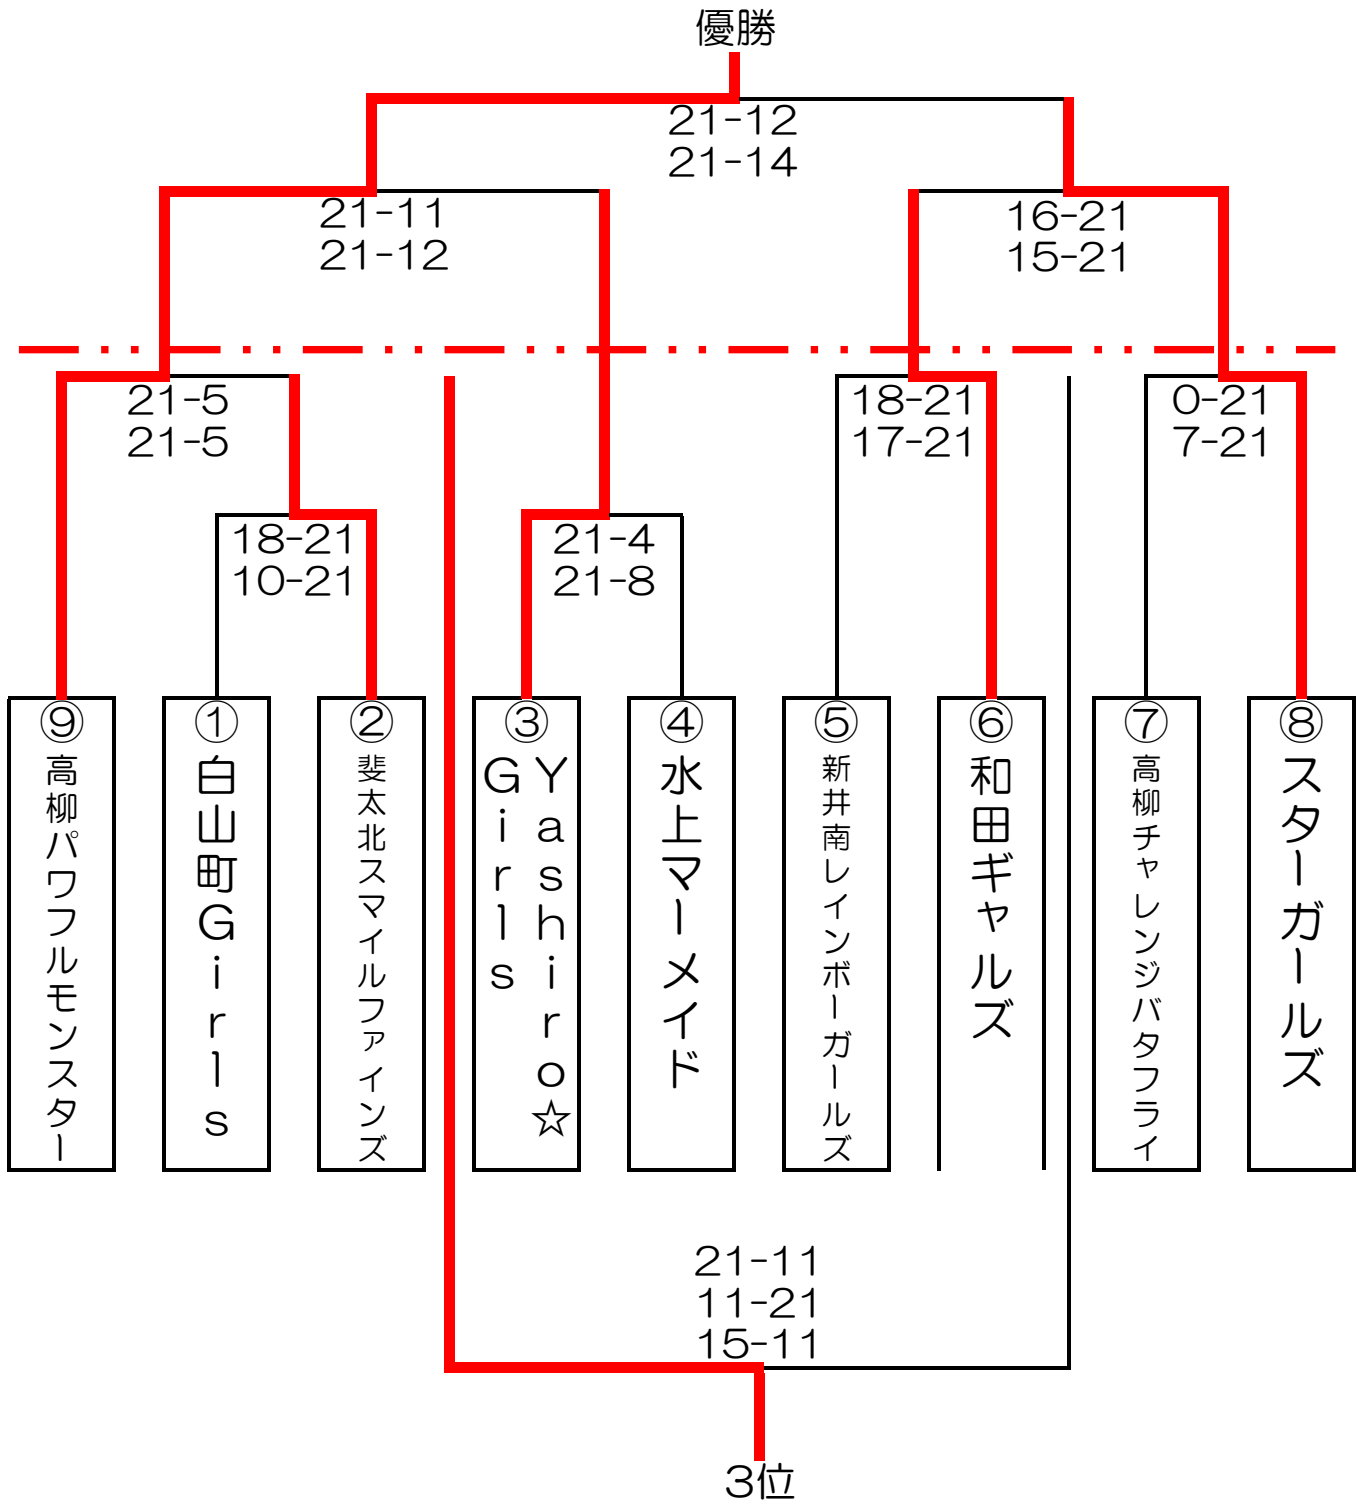 優勝
21-12
21-14
21-11
21-12
16-21
15-21
21-5
21-5
18-21
17-21
0-21
7-21
18-21
10-21
21-4
21-8
⑨高柳パワフルモンスター
①白山町Girls
②斐太北スマイルファインズ
③Yashiro☆
Girls
④水上マーメイド
⑤新井南レインボーガールズ
⑥和田ギャルズ
⑦高柳チャレンジバタフライ
⑧スターガールズ
21-11
11-21
15-11
3位